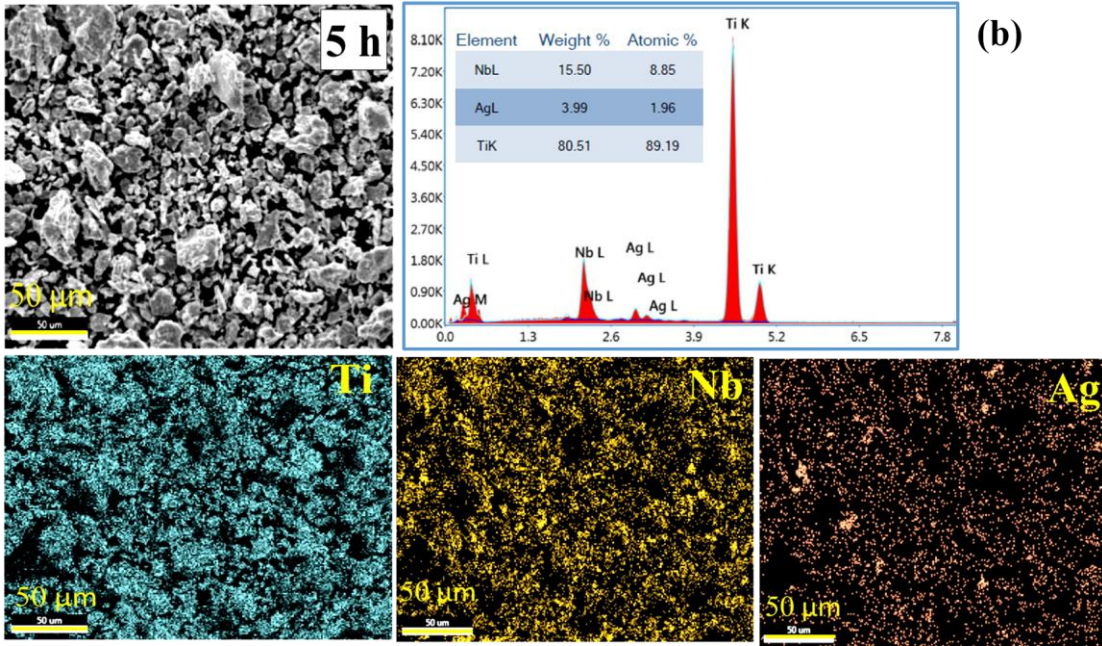 5 h
50 μm
50 um
(b)
Element Weight % Atomic %
NbL 15.50 8.85
AgL 3.99 1.96
TiK 80.51 89.19
8.10K
7.20K
6.30K
5.40K
4.50K
3.60K
2.70K
1.80K
0.90K
0.00K
Ti K
Ag L
Nb L
Ti L
Ag L
Ti K
Ag M
Nb L
Ag L
0.0 1.3 2.6 3.9 5.2 6.5 7.8
Ti
50 μm
50 um
Nb
50 μm
50 um
Ag
50 μm
50 um